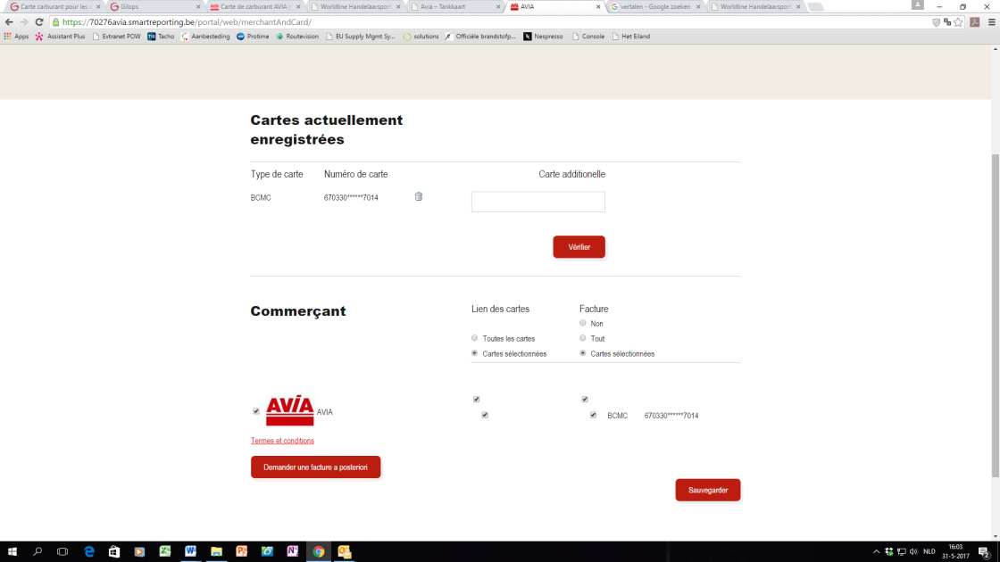 Carte carburant pour les
Gilops
Carte de carburant AVIA
Worldline Handelaarsport
Avia – Tankkaart
AVIA
vertalen - Google zoeken
Worldline Handelaarsport
https://70276avia.smartreporting.be/portal/web/merchantAndCard/
Apps
Assistant Plus
Extranet POW
Tacho
Aanbesteding
Protime
Routevision
EU Supply Mgmt Sy...
solutions
Officiële brandstofp...
Nespresso
Console
Het Eiland
Cartes actuellement
enregistrées
Type de carte Numéro de carte Carte additionelle
BCMC 670330******7014
Vérifier
Commerçant
Lien des cartes Facture
Non
Toutes les cartes Tout
Cartes sélectionnées Cartes sélectionnées
AVIA AVIA
BCMC 670330******7014
Termes et conditions
Demander une facture a posteriori
Sauvegarder
NLD
16:03
31-5-2017